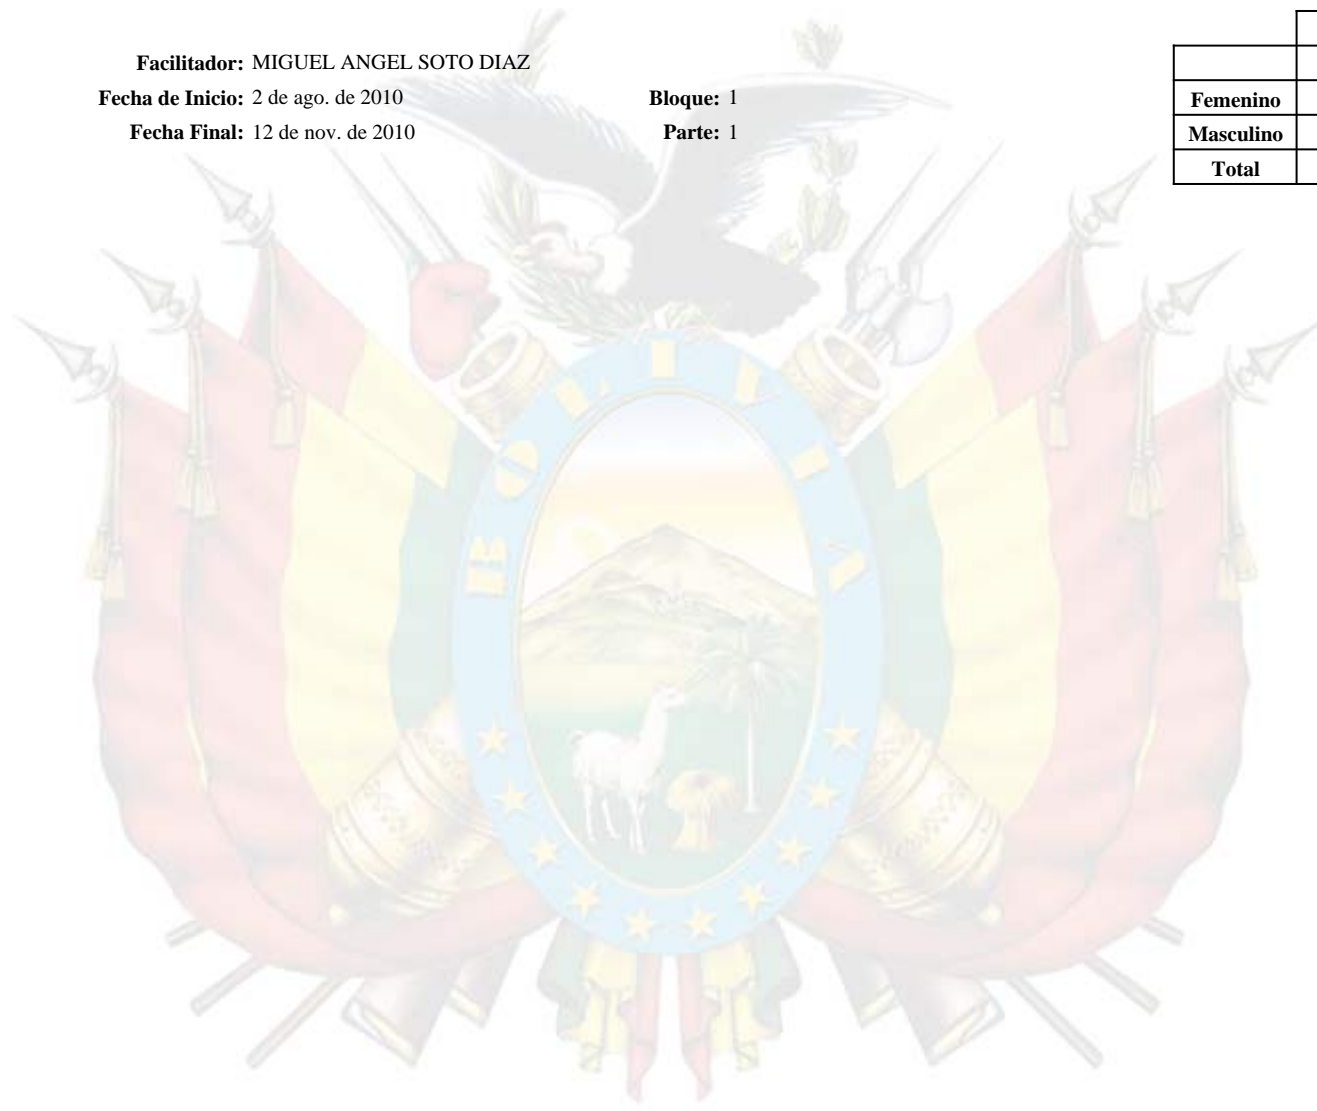 Facilitador: MIGUEL ANGEL SOTO DIAZ
Fecha de Inicio: 2 de ago. de 2010 Bloque: 1
Fecha Final: 12 de nov. de 2010 Parte: 1
Femenino
Masculino
Total
BOLIVIA